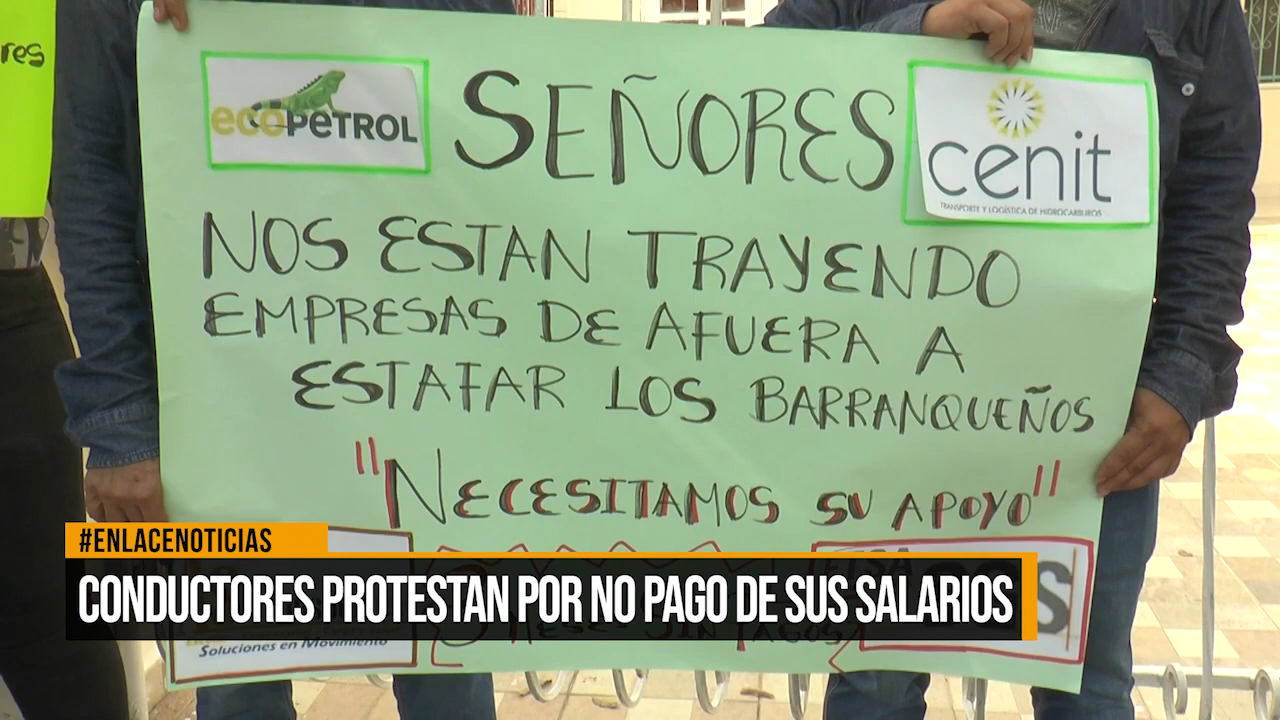 res
ecoPETROL
SEÑORES
cenit
TRANSPORTE Y LOGÍSTICA DE HIDROCARBUROS
NOS ESTAN TRAYENDO
EMPRESAS DE AFUERA A
ESTAFAR LOS BARRANQUEÑOS
"NECESITAMOS SU APOYO"
#ENLACENOTICIAS
CONDUCTORES PROTESTAN POR NO PAGO DE SUS SALARIOS
Soluciones en Movimiento